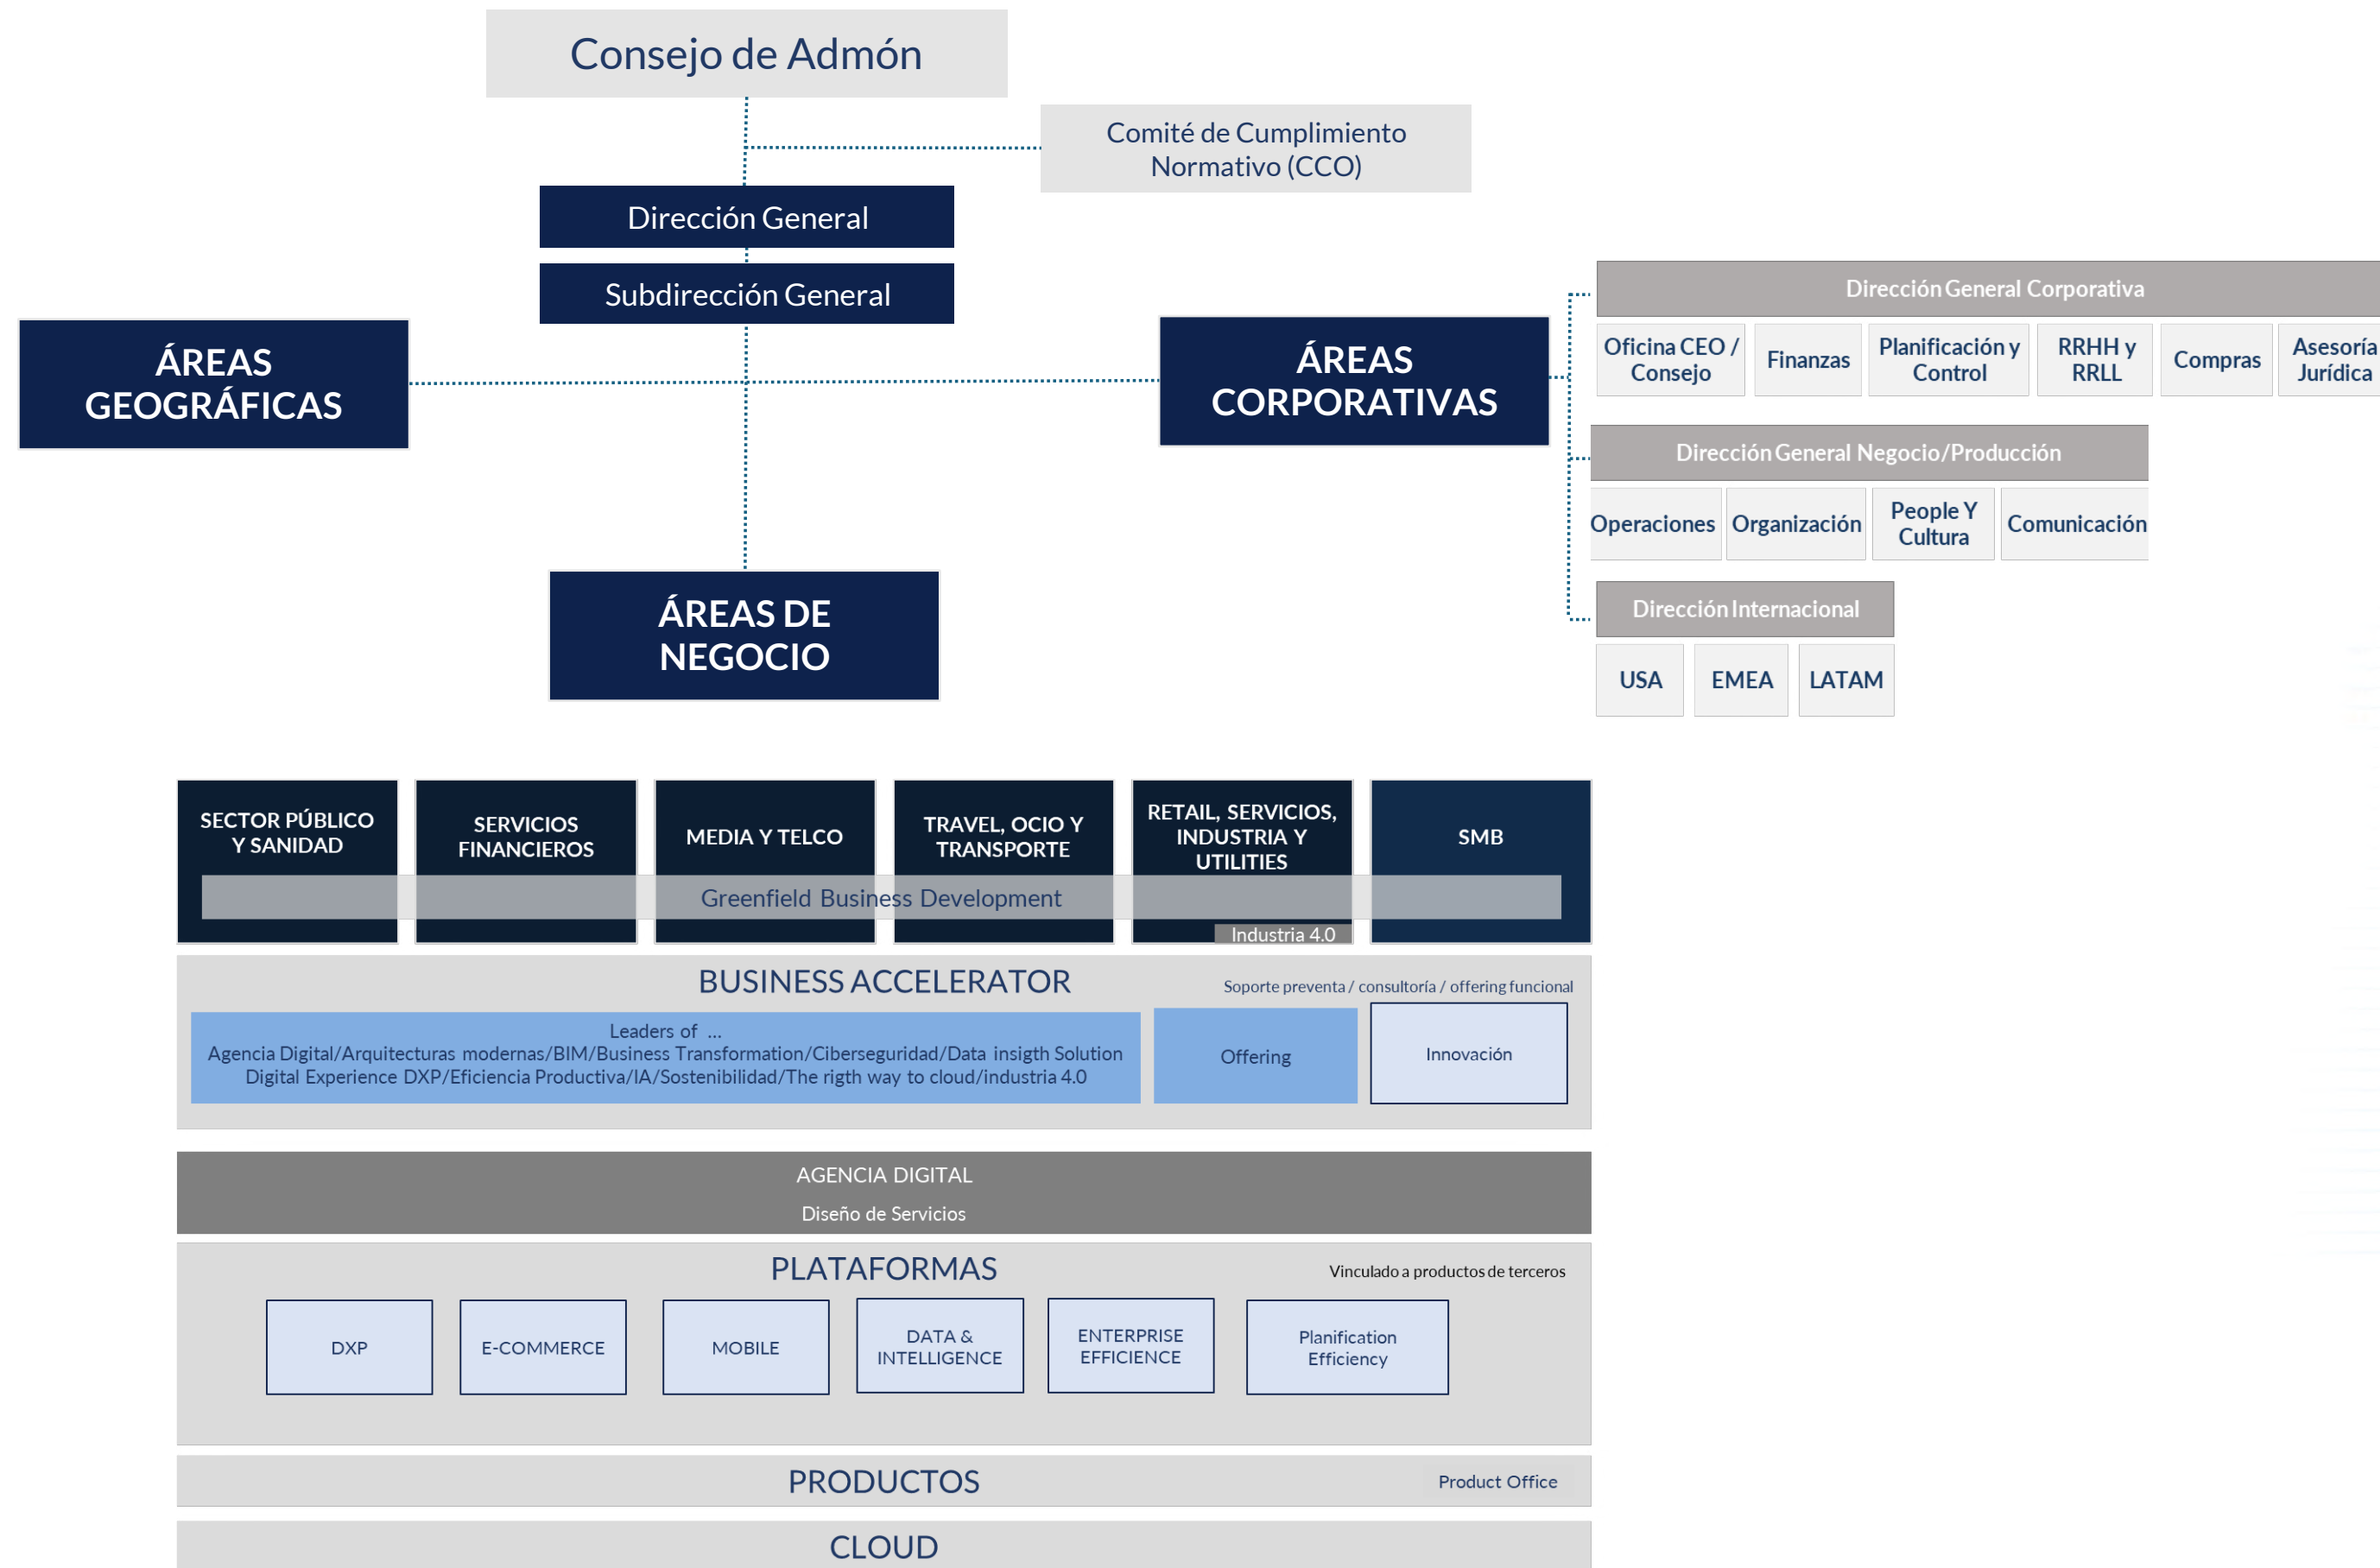 Consejo de Admón
Comité de Cumplimiento
Normativo (CCO)
Dirección General
Subdirección General
ÁREAS
GEOGRÁFICAS
ÁREAS
CORPORATIVAS
Dirección General Corporativa
Oficina CEO /
Consejo
Finanzas
Planificación y
Control
RRHH y
RRLL
Compras
Asesoría
Jurídica
Dirección General Negocio/Producción
Operaciones
Organización
People Y
Cultura
Comunicación
Dirección Internacional
USA
EMEA
LATAM
ÁREAS DE
NEGOCIO
SECTOR PÚBLICO
Y SANIDAD
SERVICIOS
FINANCIEROS
MEDIA Y TELCO
TRAVEL, OCIO Y
TRANSPORTE
RETAIL, SERVICIOS,
INDUSTRIA Y
UTILITIES
SMB
Greenfield Business Development
Industria 4.0
BUSINESS ACCELERATOR
Soporte preventa / consultoría / offering funcional
Leaders of ...
Agencia Digital/Arquitecturas modernas/BIM/Business Transformation/Ciberseguridad/Data insigth Solution
Digital Experience DXP/Eficiencia Productiva/IA/Sostenibilidad/The rigth way to cloud/industria 4.0
Offering
Innovación
AGENCIA DIGITAL
Diseño de Servicios
PLATAFORMAS
Vinculado a productos de terceros
DXP
E-COMMERCE
MOBILE
DATA &
INTELLIGENCE
ENTERPRISE
EFFICIENCE
Planification
Efficiency
PRODUCTOS
Product Office
CLOUD